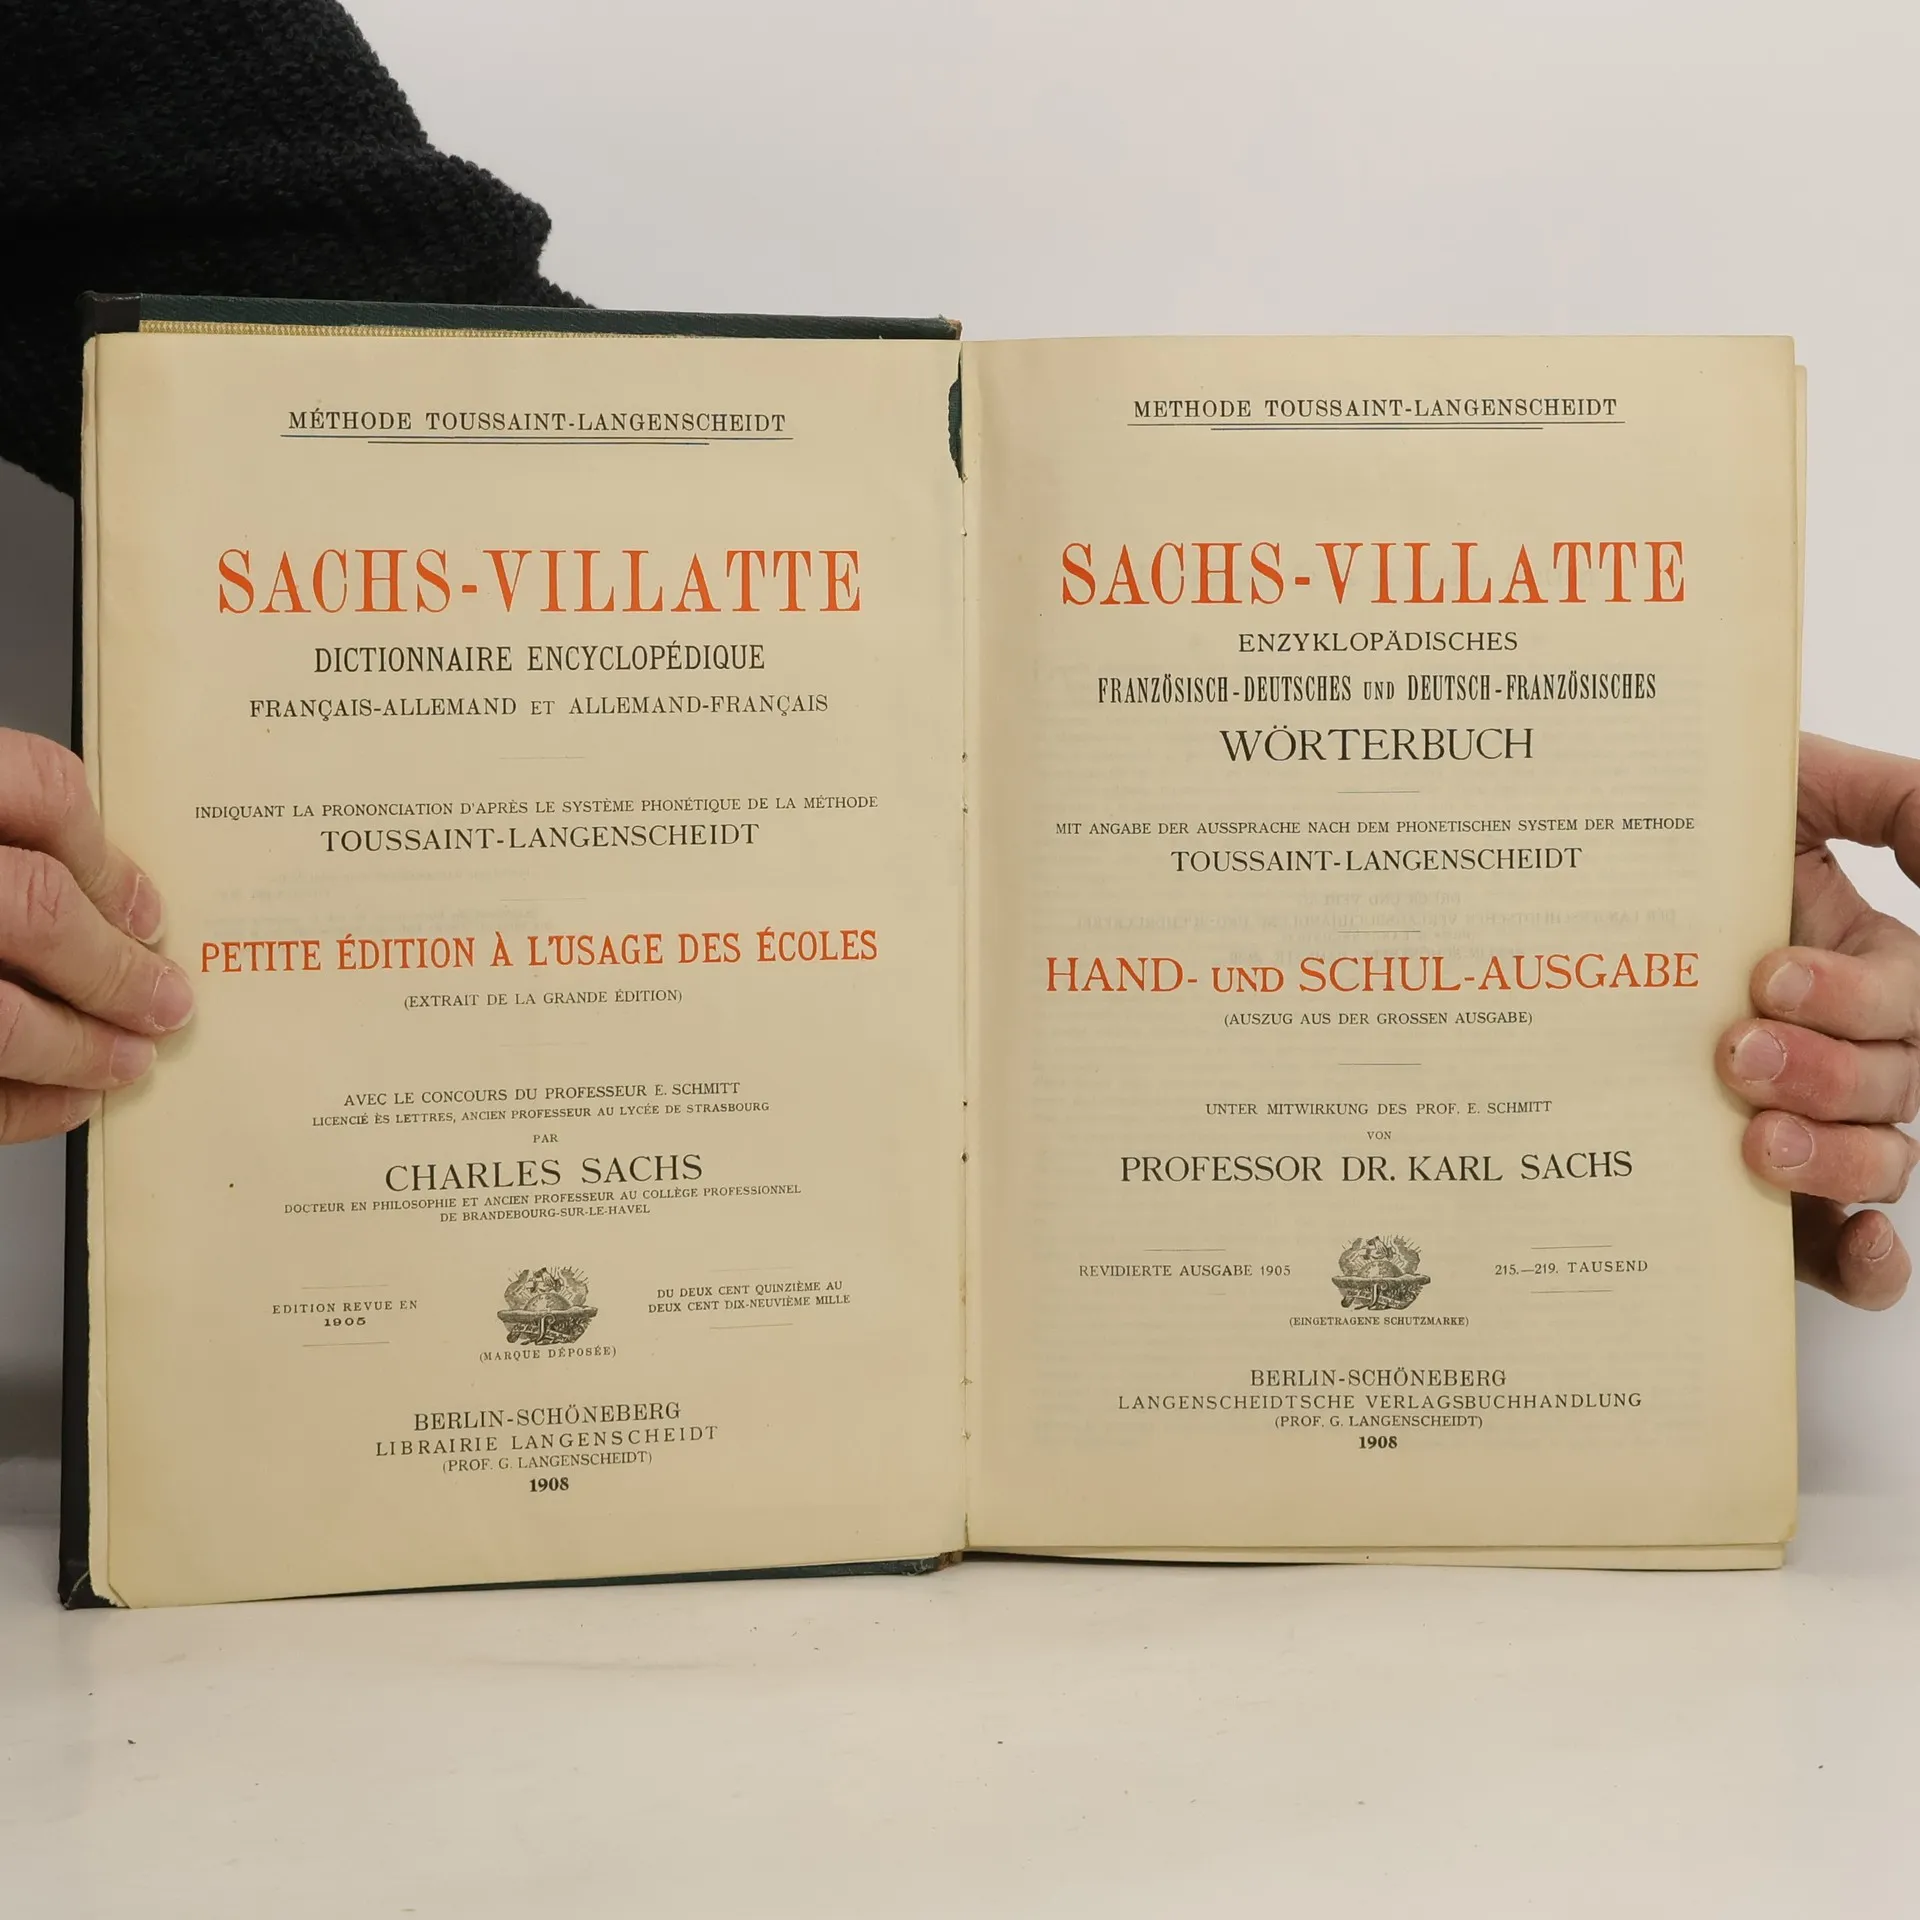 MÉTHODE TOUSSAINT-LANGENSCHEIDT
SACHS-VILLATTE
DICTIONNAIRE ENCYCLOPÉDIQUE
FRANÇAIS-ALLEMAND ET ALLEMAND-FRANÇAIS
INDIQUANT LA PRONONCIATION D'APRÈS LE SYSTÈME PHONÉTIQUE DE LA MÉTHODE
TOUSSAINT-LANGENSCHEIDT
PETITE ÉDITION À L'USAGE DES ÉCOLES
(EXTRAIT DE LA GRANDE ÉDITION)
AVEC LE CONCOURS DU PROFESSEUR E. SCHMITT
LICENCIÉ ÈS LETTRES, ANCIEN PROFESSEUR AU LYCÉE DE STRASBOURG
PAR
CHARLES SACHS
DOCTEUR EN PHILOSOPHIE ET ANCIEN PROFESSEUR AU COLLÈGE PROFESSIONNEL
DE BRANDEBOURG-SUR-LE-HAVEL
EDITION REVUE EN
1905
DU DEUX CENT QUINZIÈME AU
DEUX CENT DIX-NEUVIÈME MILLE
(MARQUE DÉPOSÉE)
BERLIN-SCHÖNEBERG
LIBRAIRIE LANGENSCHEIDT
(PROF. G. LANGENSCHEIDT)
1908
METHODE TOUSSAINT-LANGENSCHEIDT
SACHS-VILLATTE
ENZYKLOPÄDISCHES
FRANZÖSISCH-DEUTSCHES UND DEUTSCH-FRANZÖSISCHES
WÖRTERBUCH
MIT ANGABE DER AUSSPRACHE NACH DEM PHONETISCHEN SYSTEM DER METHODE
TOUSSAINT-LANGENSCHEIDT
HAND- UND SCHUL-AUSGABE
(AUSZUG AUS DER GROSSEN AUSGABE)
UNTER MITWIRKUNG DES PROF. E. SCHMITT
VON
PROFESSOR DR. KARL SACHS
REVIDIERTE AUSGABE 1905
215.—219. TAUSEND
(EINGETRAGENE SCHUTZMARKE)
BERLIN-SCHÖNEBERG
LANGENSCHEIDTSCHE VERLAGSBUCHHANDLUNG
(PROF. G. LANGENSCHEIDT)
1908